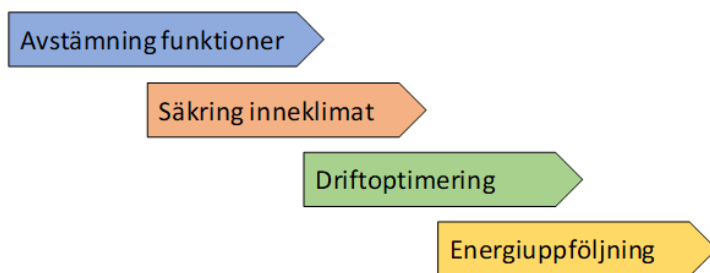 Avstämning funktioner
Säkring inneklimat
Driftoptimering
Energiuppföljning